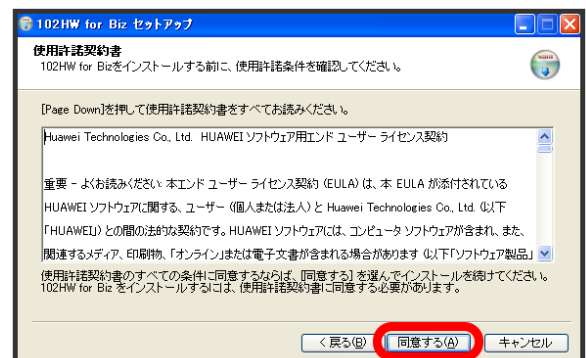 102HW for Biz セットアップ
使用許諾契約書
102HW for Bizをインストールする前に、使用許諾条件を確認してください。
[Page Down]を押して使用許諾契約書をすべてお読みください。
Huawei Technologies Co., Ltd. HUAWEI ソフトウェア用エンド ユーザー ライセンス契約
重要 - よくお読みください: 本エンド ユーザー ライセンス契約 (EULA) は、本 EULA が添付されている
HUAWEI ソフトウェアに関する、ユーザー (個人または法人) と Huawei Technologies Co., Ltd. (以下
「HUAWEI」) との間の法的な契約です。HUAWEI ソフトウェアには、コンピュータ ソフトウェアが含まれ、また、
関連するメディア、印刷物、「オンライン」または電子文書が含まれる場合があります (以下「ソフトウェア製品」
使用許諾契約書のすべての条件に同意するならば、[同意する] を選んでインストールを続けてください。
102HW for Biz をインストールするには、使用許諾契約書に同意する必要があります。
< 戻る(B) 同意する(A) キャンセル